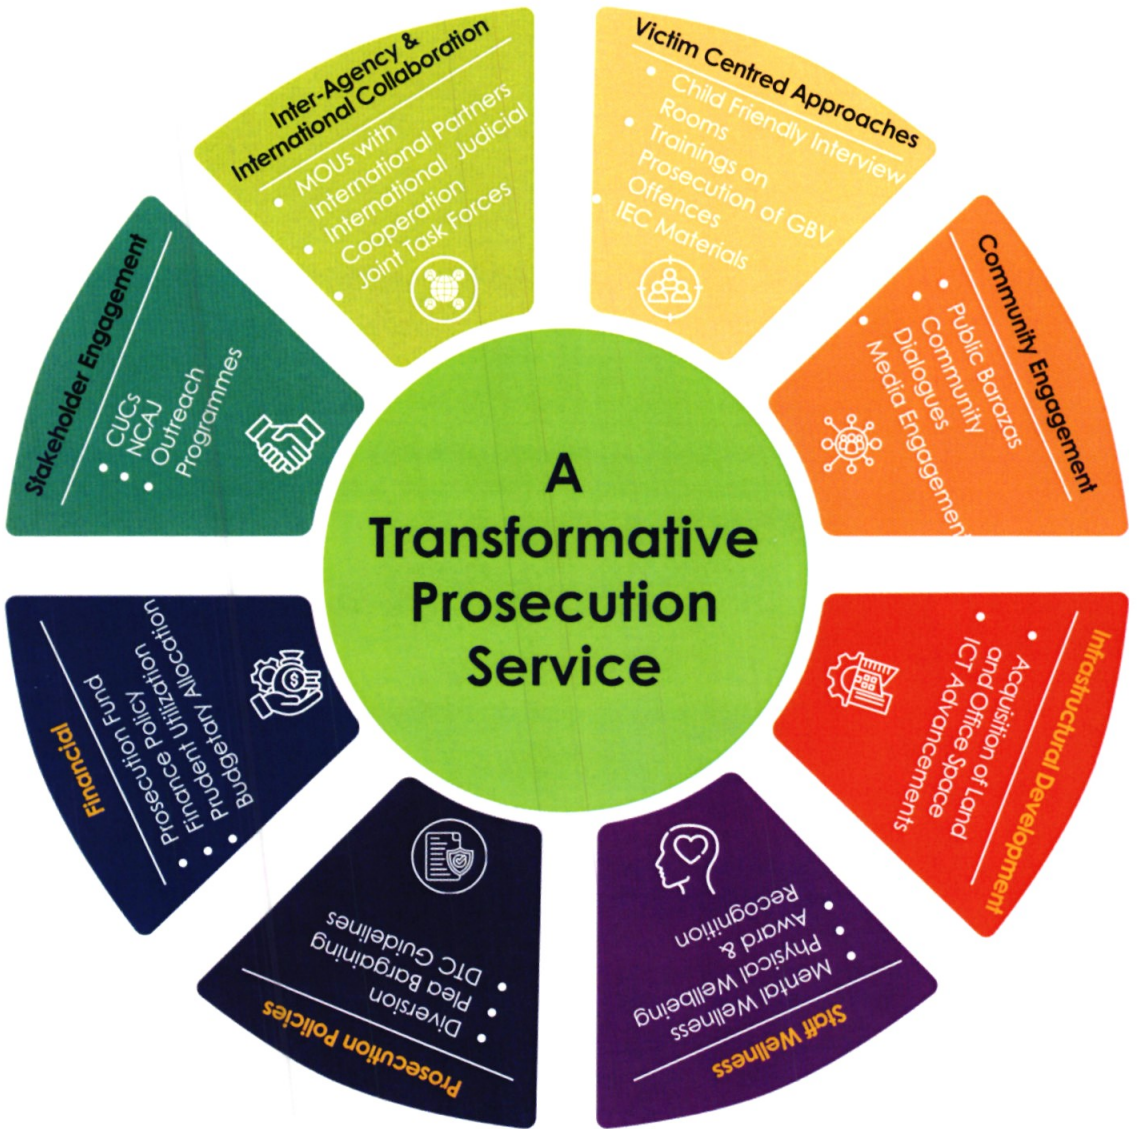 A
Transformative
Prosecution
Service
Victim Centred Approaches
• Child Friendly Interview
Rooms
• Trainings on
Prosecution of GBV
Offences
• IEC Materials
Community Engagement
• Public Barazas
• Community
Dialogues
• Media Engagement
Infrastructural Development
• Acquisition of Land
and Office Space
• ICT Advancements
Staff Wellness
• Mental Wellness
• Physical Wellbeing
• Award &
Recognition
Prosecution Policies
• Diversion
• Plea Bargaining
• DTC Guidelines
Financial
• Prosecution Fund
Prosecution Policy
• Finance Policy
• Prudent Utilization
Budgetary Allocation
Stakeholder Engagement
• CUCs
• NCAJ
• Outreach
Programmes
Inter-Agency &
International Collaboration
• MOUs with
International Partners
• International Judicial
Cooperation
• Joint Task Forces